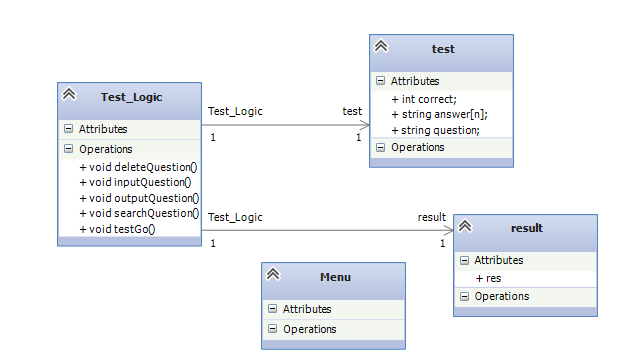 Test_Logic
Attributes
Operations
+ void deleteQuestion()
+ void inputQuestion()
+ void outputQuestion()
+ void searchQuestion()
+ void testGo()
Test_Logic
test
1
1
test
Attributes
+ int correct;
+ string answer[n];
+ string question;
Operations
Test_Logic
result
1
1
result
Attributes
+ res
Operations
Menu
Attributes
Operations